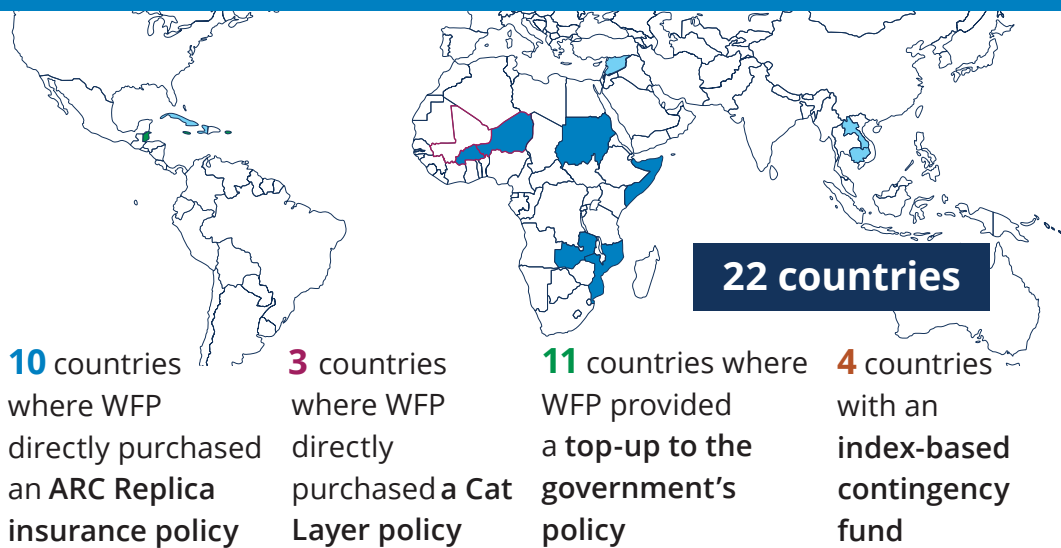 22 countries
10 countries
where WFP
directly purchased
an ARC Replica
insurance policy
3 countries
where WFP
directly
purchased a Cat
Layer policy
11 countries where
WFP provided
a top-up to the
government’s
policy
4 countries
with an
index-based
contingency
fund